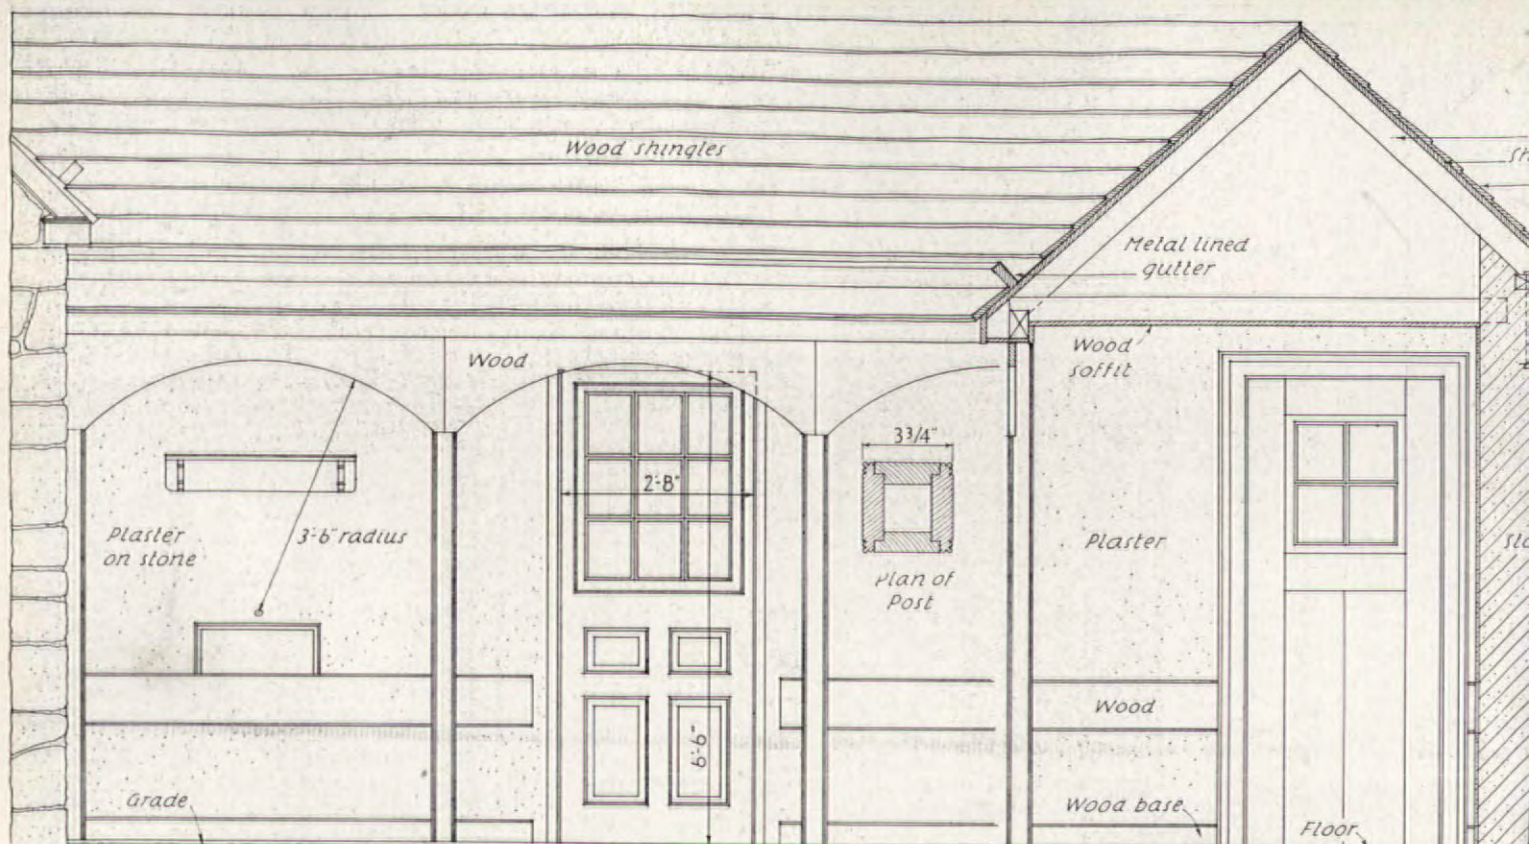 Wood shingles
Metal lined
gutter
Wood
soffit
Wood
3 3/4"
2'-8"
Plaster
on stone
3'-6" radius
Plan of
Post
Plaster
Wood
6'-6"
Grade
Wood base
Floor